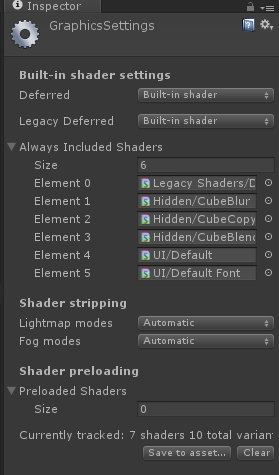 Inspector
GraphicsSettings
Built-in shader settings
Deferred Built-in shader
Legacy Deferred Built-in shader
Always Included Shaders
Size 6
Element 0 Legacy Shaders/D
Element 1 Hidden/CubeBlur
Element 2 Hidden/CubeCopy
Element 3 Hidden/CubeBlend
Element 4 UI/Default
Element 5 UI/Default Font
Shader stripping
Lightmap modes Automatic
Fog modes Automatic
Shader preloading
Preloaded Shaders
Size 0
Currently tracked: 7 shaders 10 total variant
Save to asset... Clear